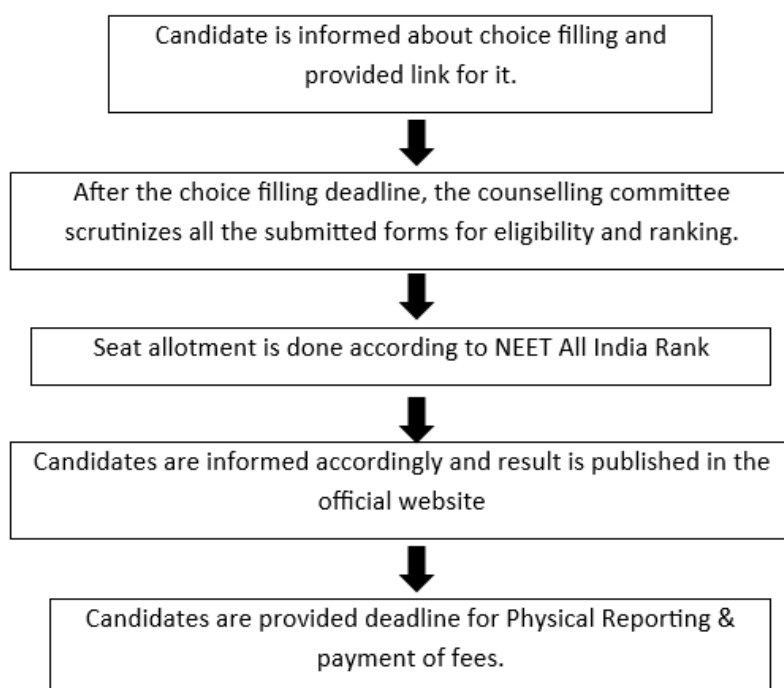 Candidate is informed about choice filling and
provided link for it.
After the choice filling deadline, the counselling committee
scrutinizes all the submitted forms for eligibility and ranking.
Seat allotment is done according to NEET All India Rank
Candidates are informed accordingly and result is published in the
official website
Candidates are provided deadline for Physical Reporting &
payment of fees.